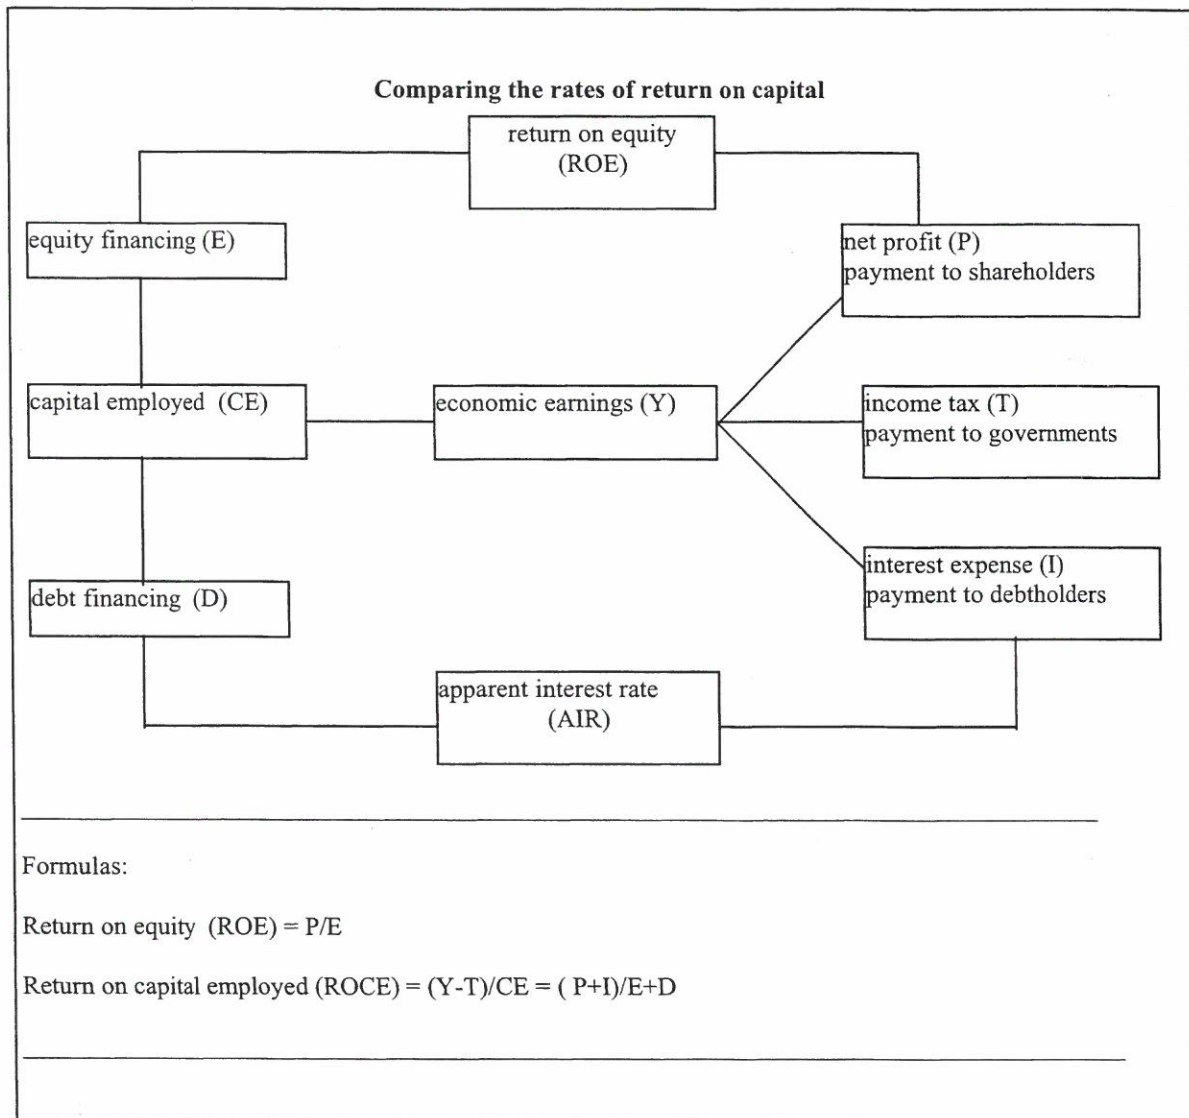 Comparing the rates of return on capital
return on equity
(ROE)
equity financing (E)
net profit (P)
payment to shareholders
capital employed (CE)
economic earnings (Y)
income tax (T)
payment to governments
interest expense (I)
payment to debtholders
debt financing (D)
apparent interest rate
(AIR)
Formulas:
Return on equity (ROE) = P/E
Return on capital employed (ROCE) = (Y-T)/CE = ( P+I)/E+D